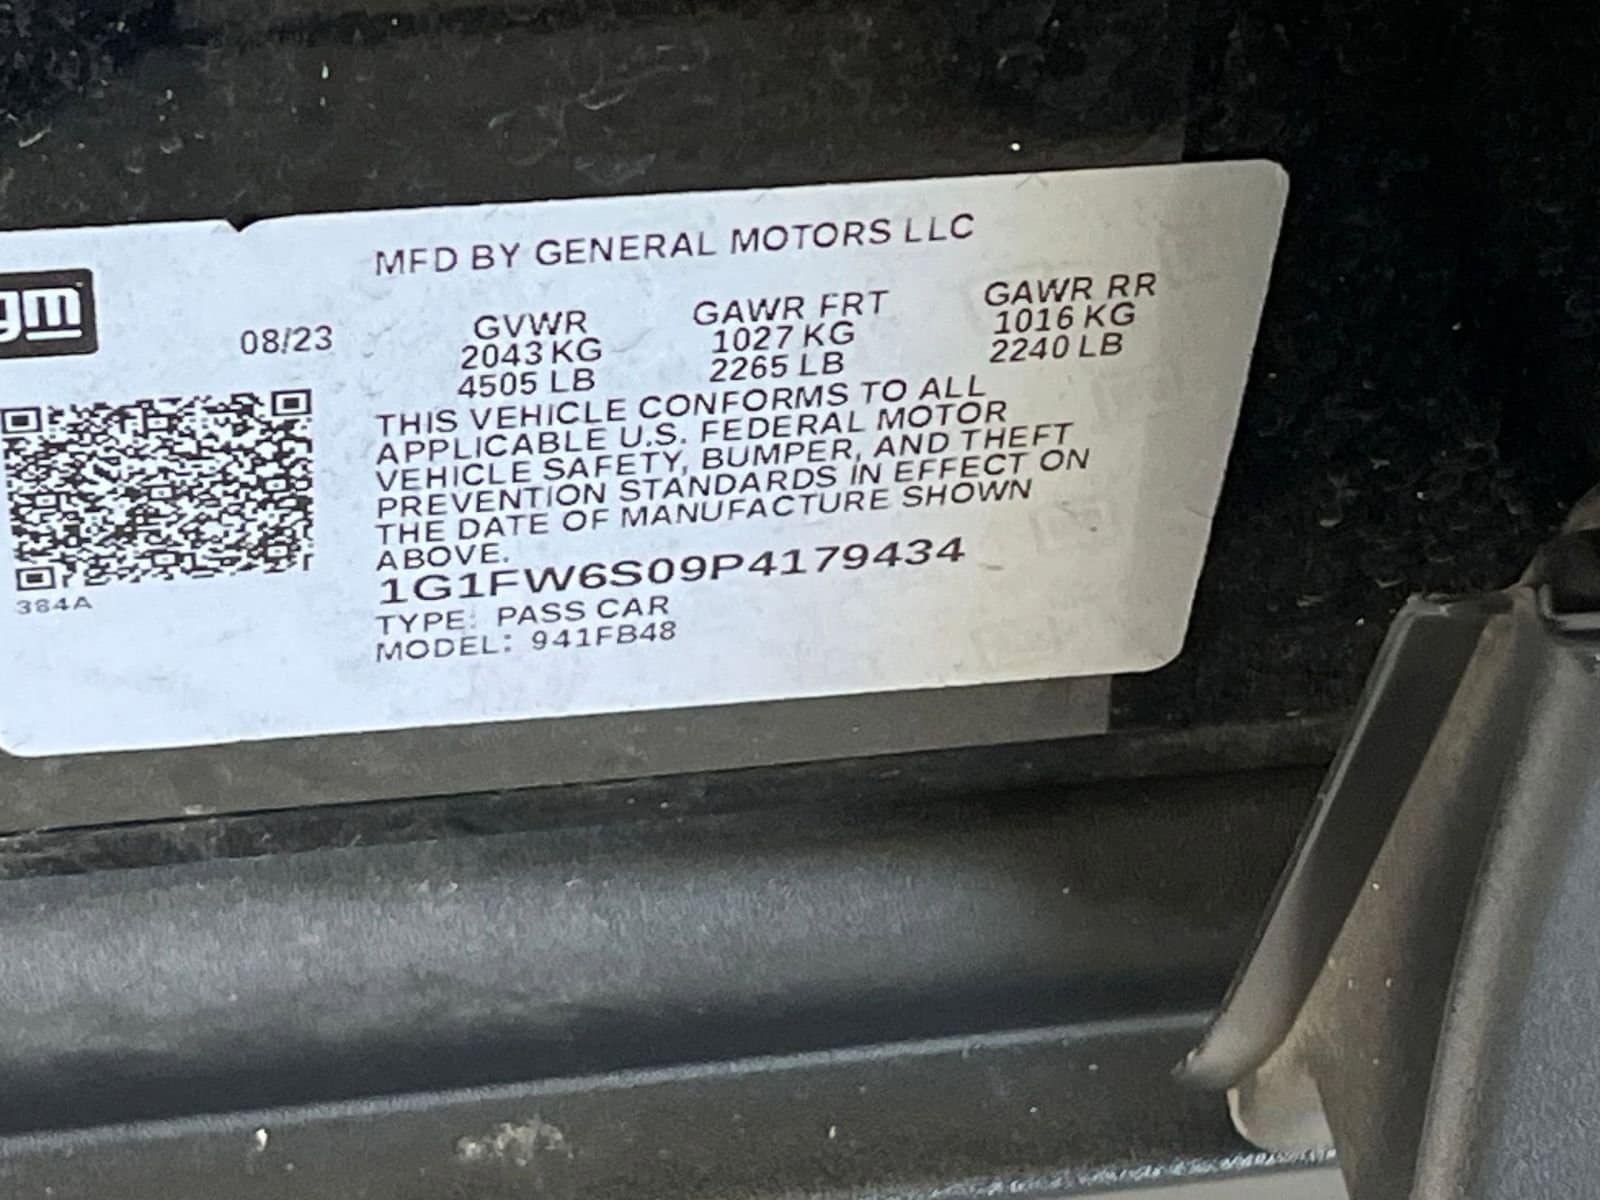 MFD BY GENERAL MOTORS LLC
gm
08/23
GVWR GAWR FRT GAWR RR
2043 KG 1027 KG 1016 KG
4505 LB 2265 LB 2240 LB
THIS VEHICLE CONFORMS TO ALL
APPLICABLE U.S. FEDERAL MOTOR
VEHICLE SAFETY, BUMPER, AND THEFT
PREVENTION STANDARDS IN EFFECT ON
THE DATE OF MANUFACTURE SHOWN
ABOVE.
1G1FW6S09P4179434
TYPE: PASS CAR
MODEL: 941FB48
384A